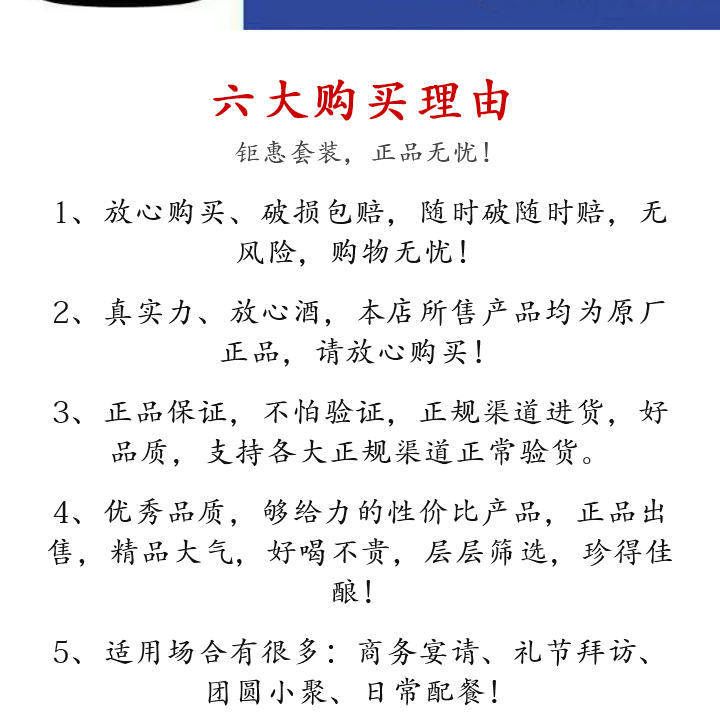 六大购买理由
钜惠套装，正品无忧！
1、放心购买、破损包赔，随时破随时赔，无
风险，购物无忧！
2、真实力、放心酒，本店所售产品均为原厂
正品，请放心购买！
3、正品保证，不怕验证，正规渠道进货，好
品质，支持各大正规渠道正常验货。
4、优秀品质，够给力的性价比产品，正品出
售，精品大气，好喝不贵，层层筛选，珍得佳
酿！
5、适用场合有很多：商务宴请、礼节拜访、
团圆小聚、日常配餐！